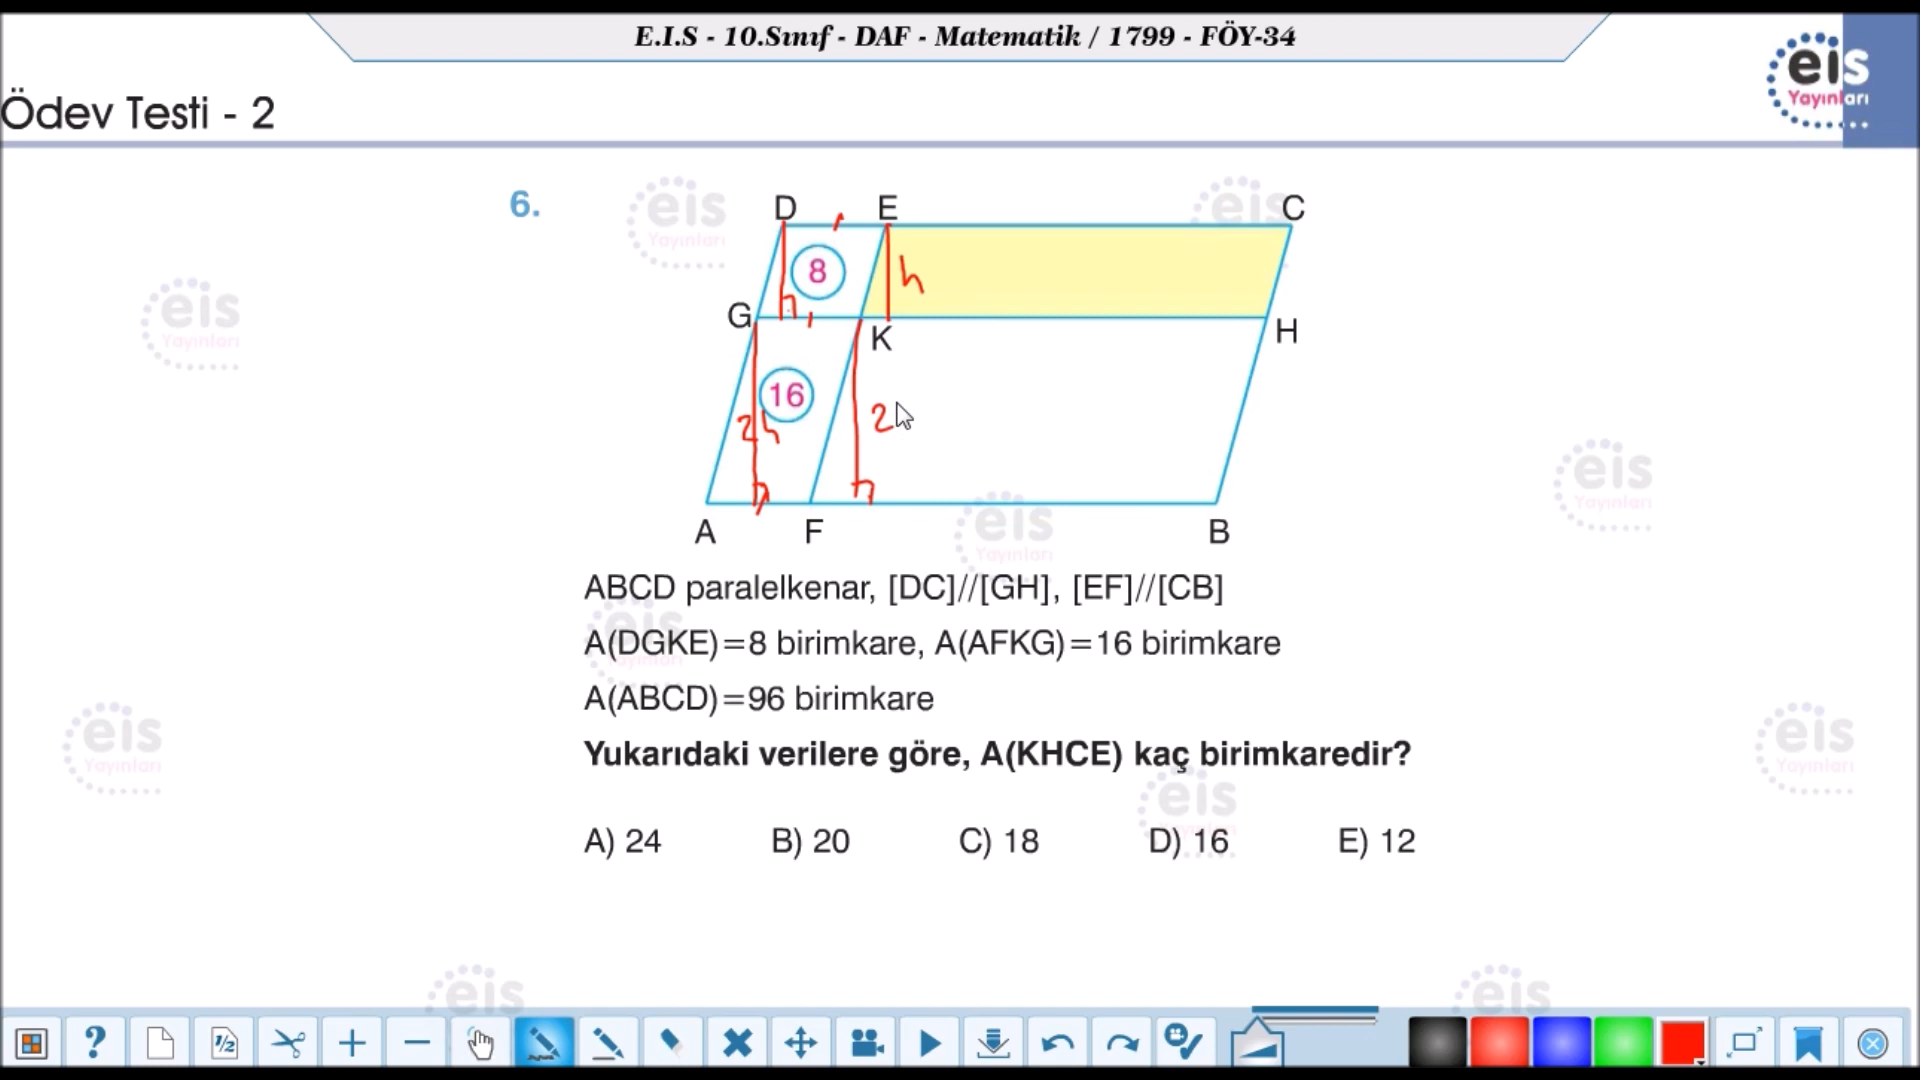 E.I.S - 10.Sınıf - DAF - Matematik / 1799 - FÖY-34
eis
Yayınları
Ödev Testi - 2
6.
D
E
C
8
h
G
K
H
16
2h
2
A
F
B
ABCD paralelkenar, [DC]//[GH], [EF]//[CB]
A(DGKE)=8 birimkare, A(AFKG)=16 birimkare
A(ABCD)=96 birimkare
Yukarıdaki verilere göre, A(KHCE) kaç birimkaredir?
A) 24 B) 20 C) 18 D) 16 E) 12